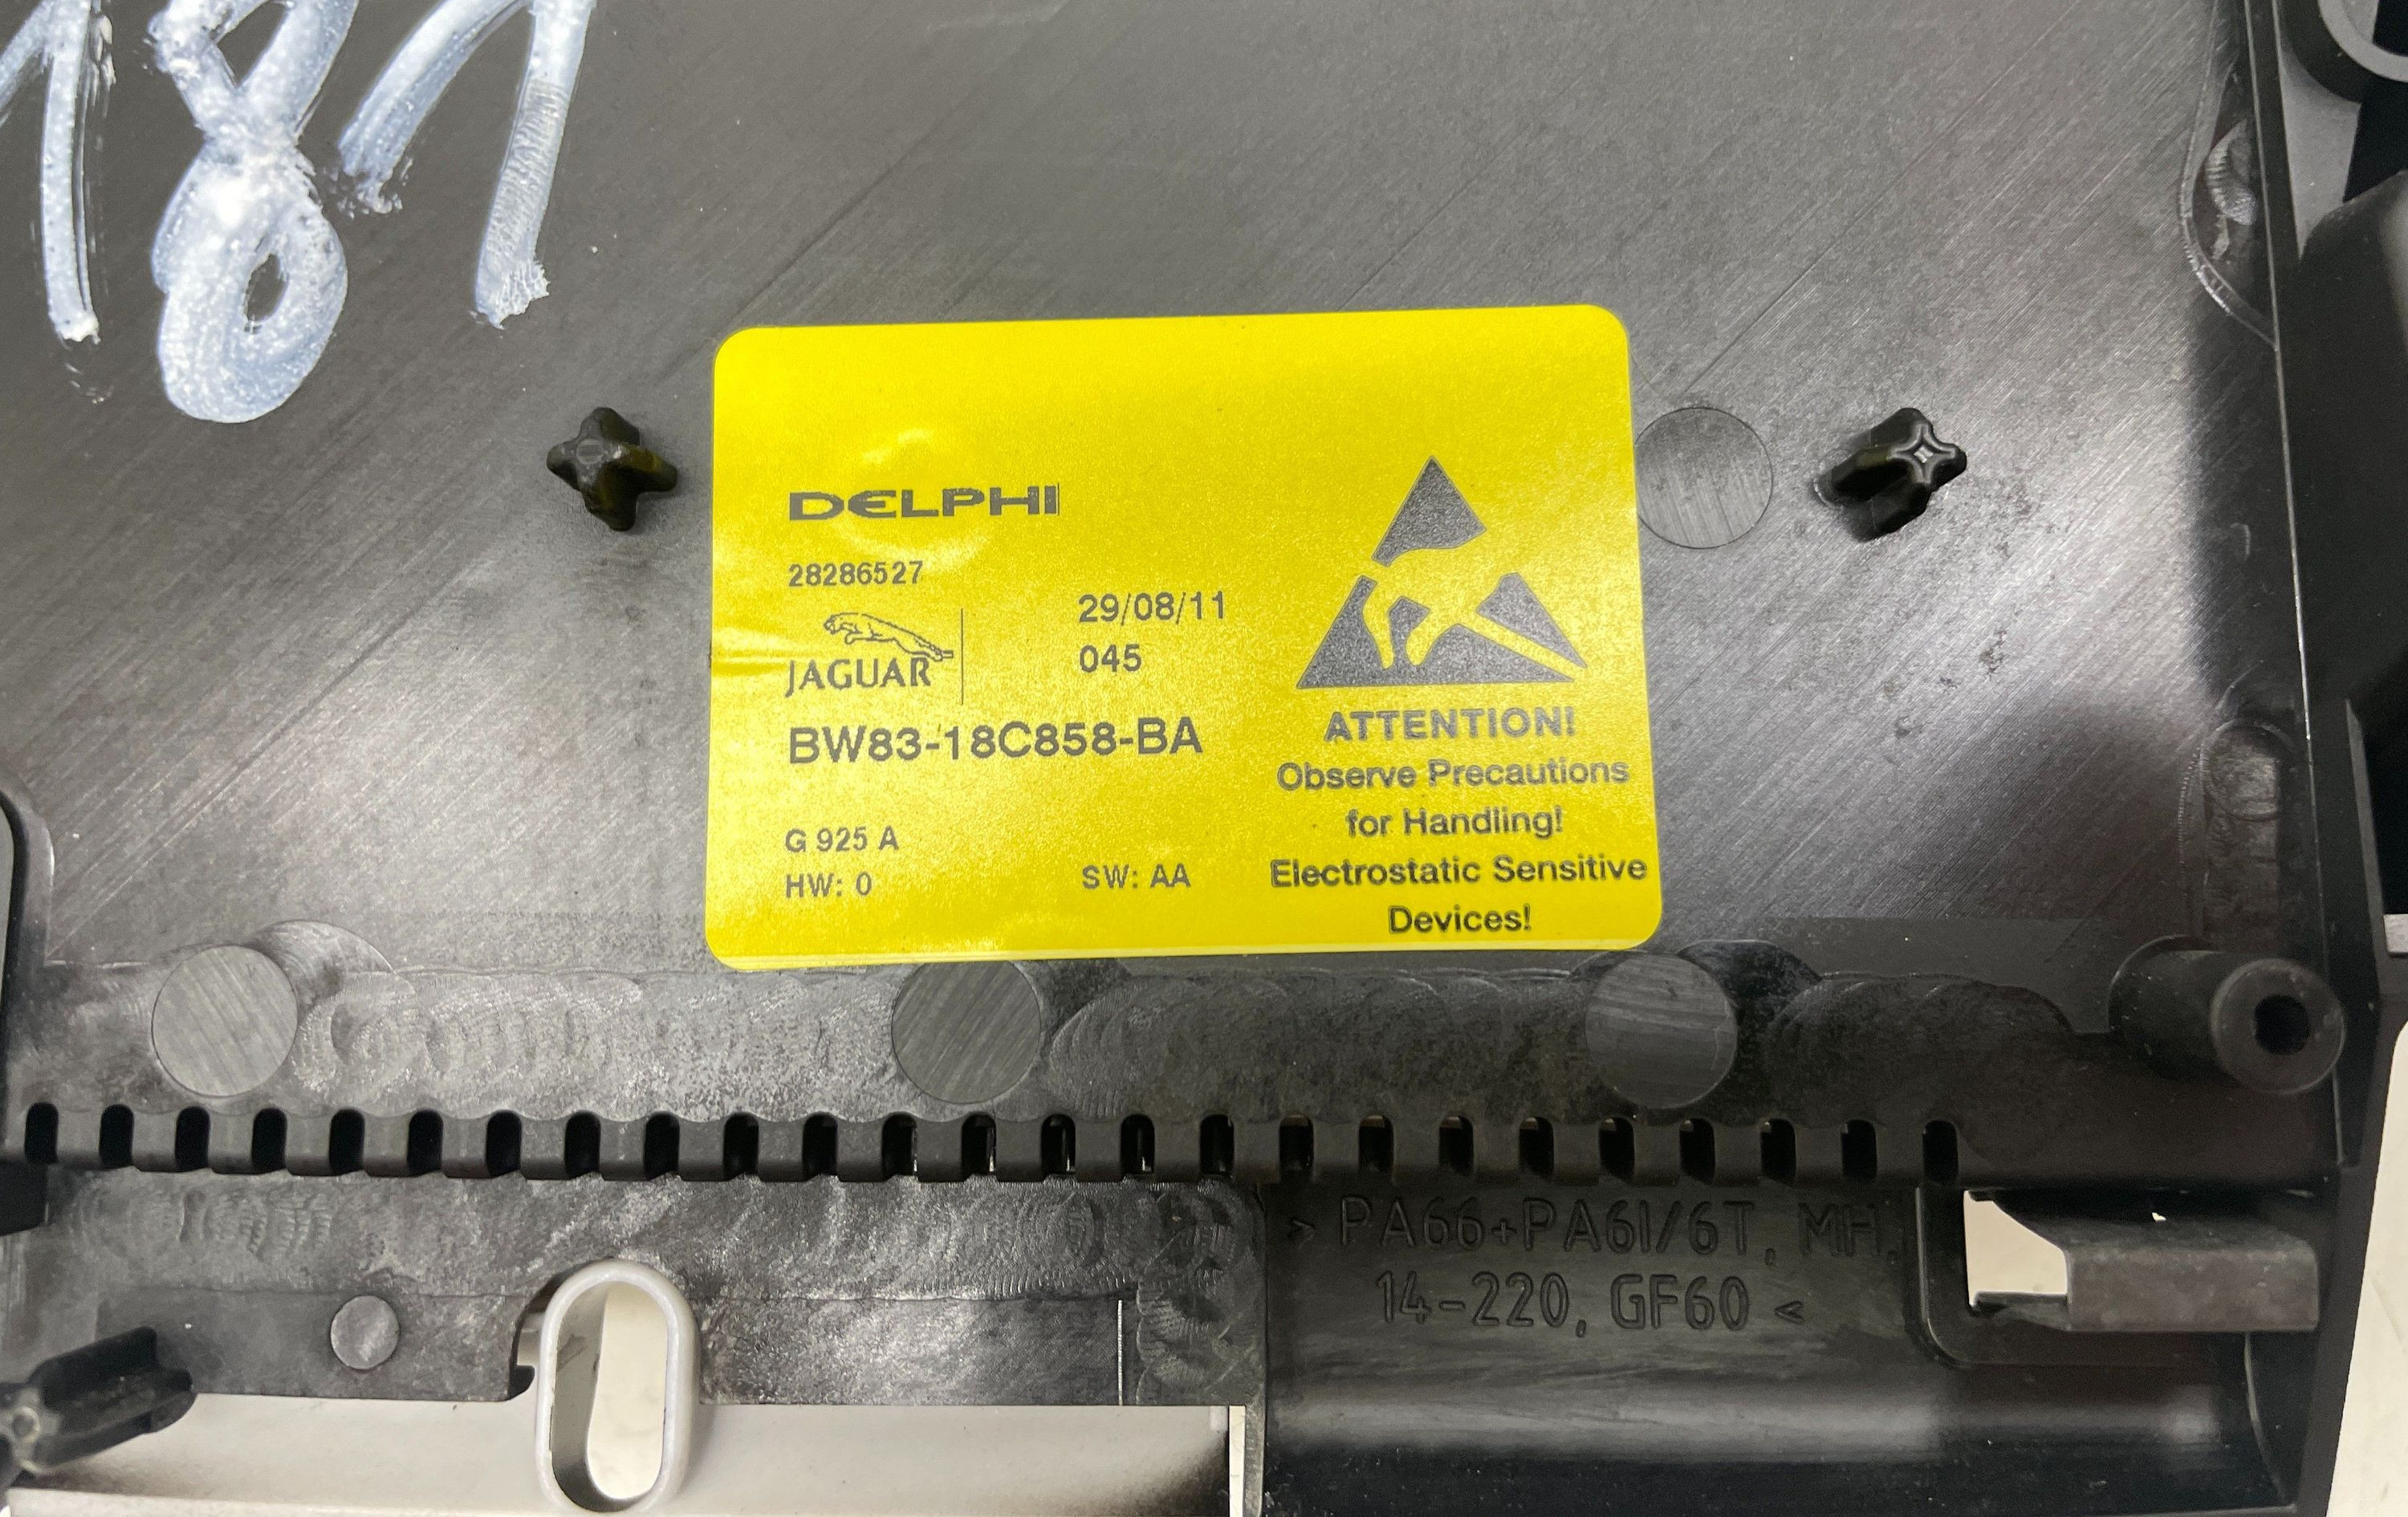 181
DELPHI
28286527
29/08/11
JAGUAR
045
BW83-18C858-BA
G 925 A
HW: 0
SW: AA
ATTENTION!
Observe Precautions
for Handling!
Electrostatic Sensitive
Devices!
> PA66+PA6I/6T, MH,
14-220, GF60 <